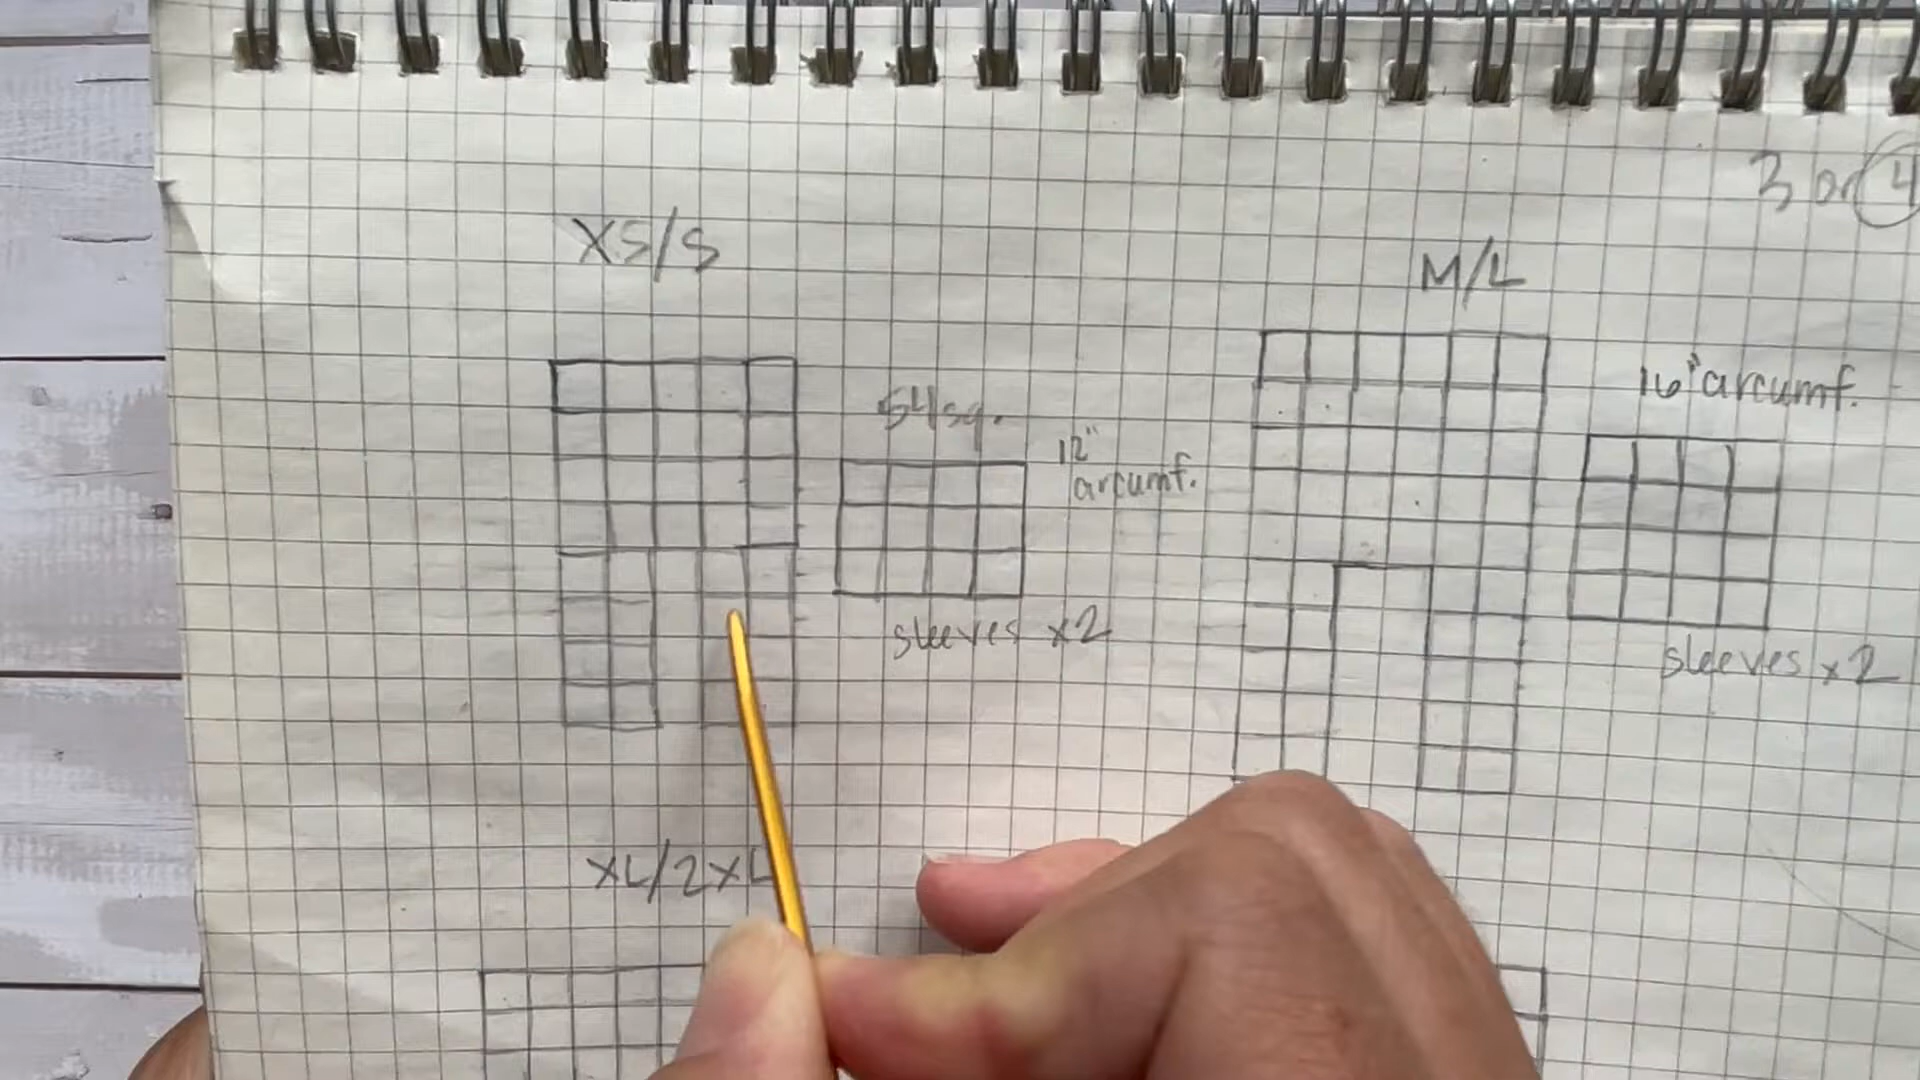 3 or 4
XS/S
M/L
54 sq.
12"
circumf.
sleeves x2
16" circumf.
sleeves x2
XL/2XL